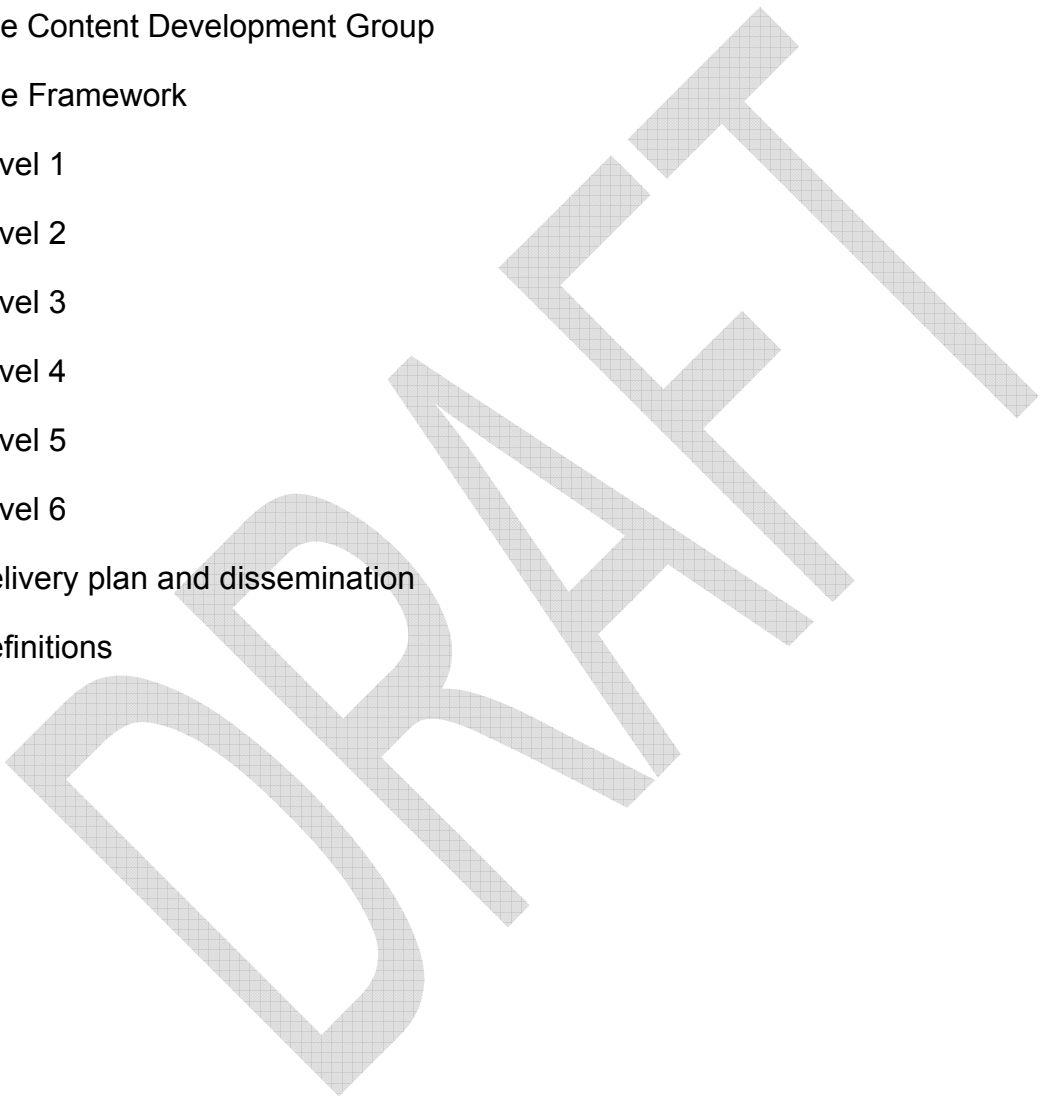 e Content Development Group
e Framework
vel 1
vel 2
vel 3
vel 4
vel 5
vel 6
elivery plan and dissemination
efinitions
DRAFT